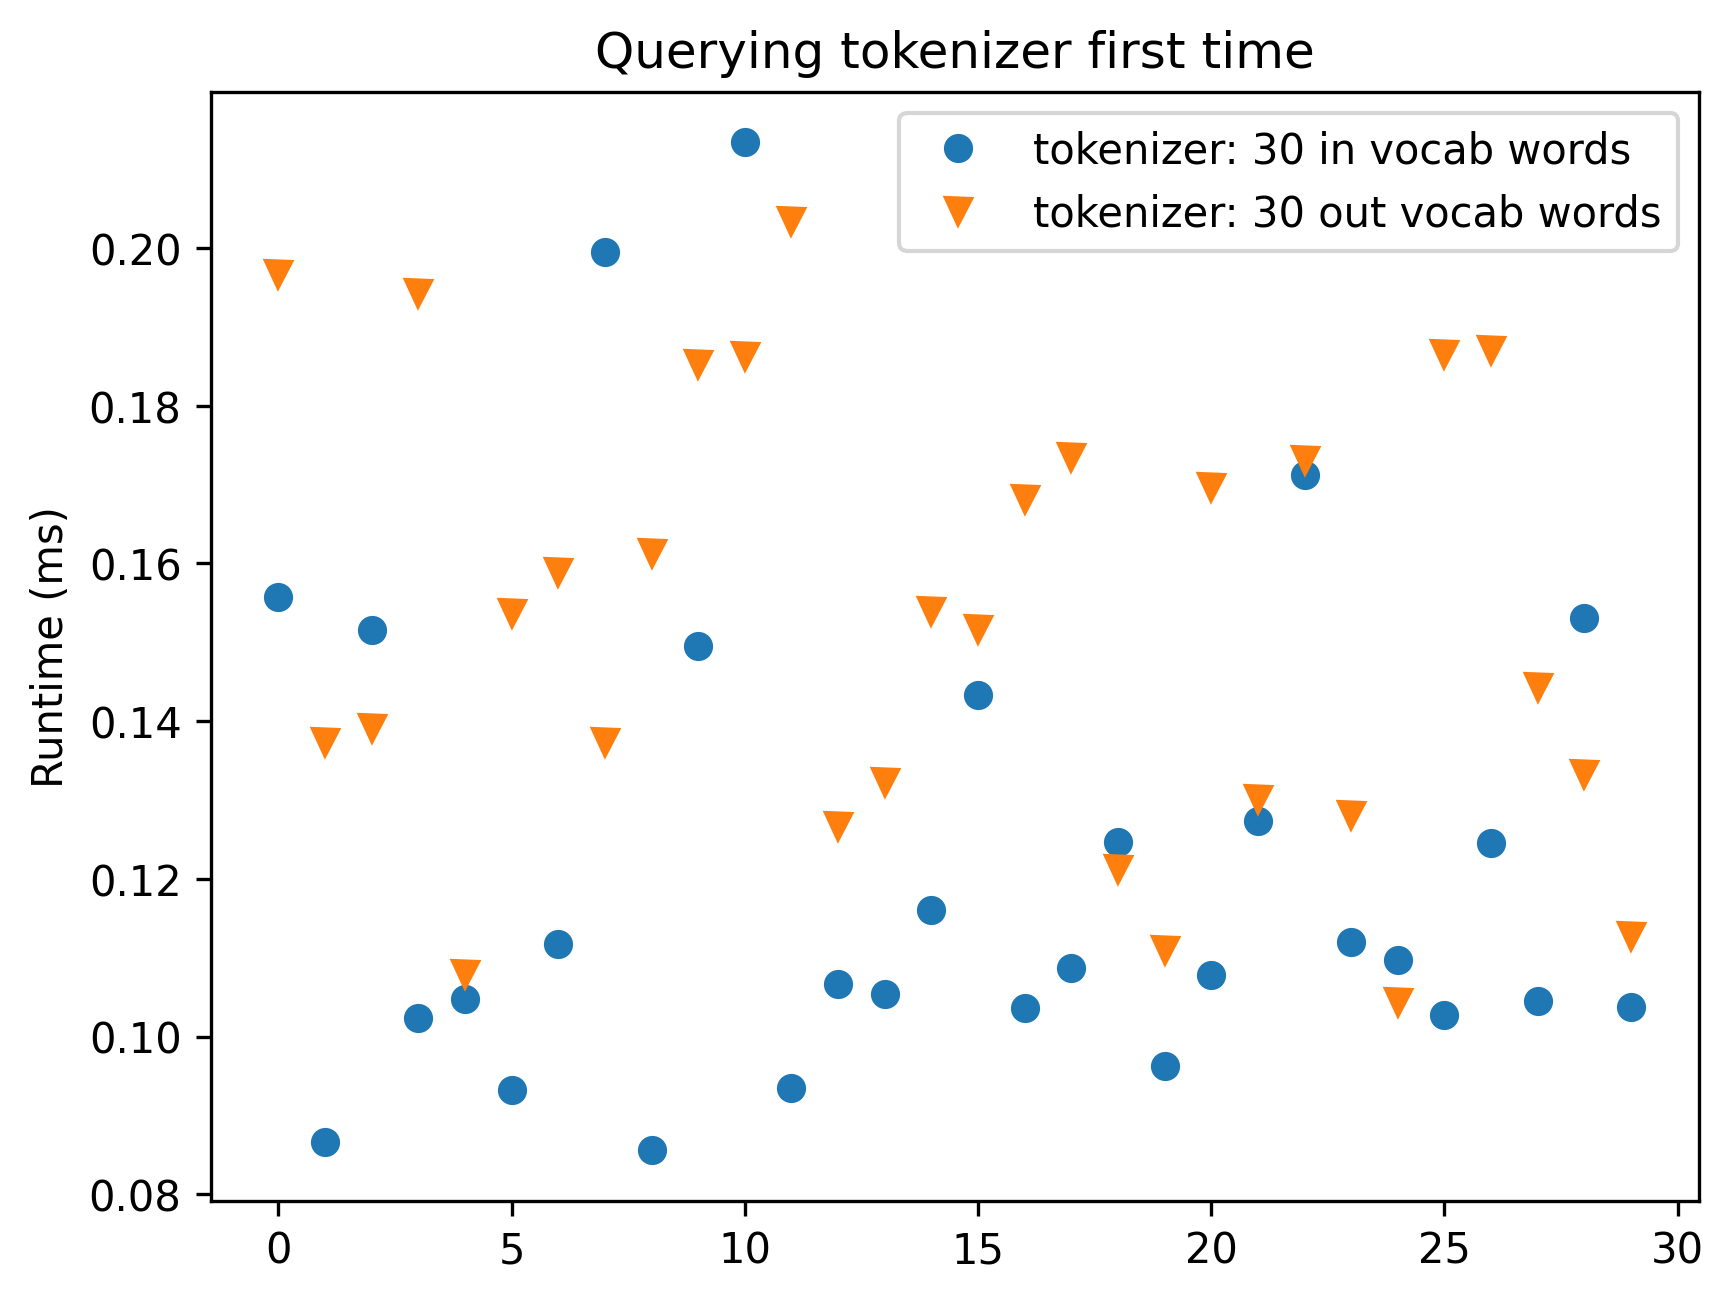 Querying tokenizer first time
tokenizer: 30 in vocab words
tokenizer: 30 out vocab words
Runtime (ms)
0.20
0.18
0.16
0.14
0.12
0.10
0.08
0 5 10 15 20 25 30